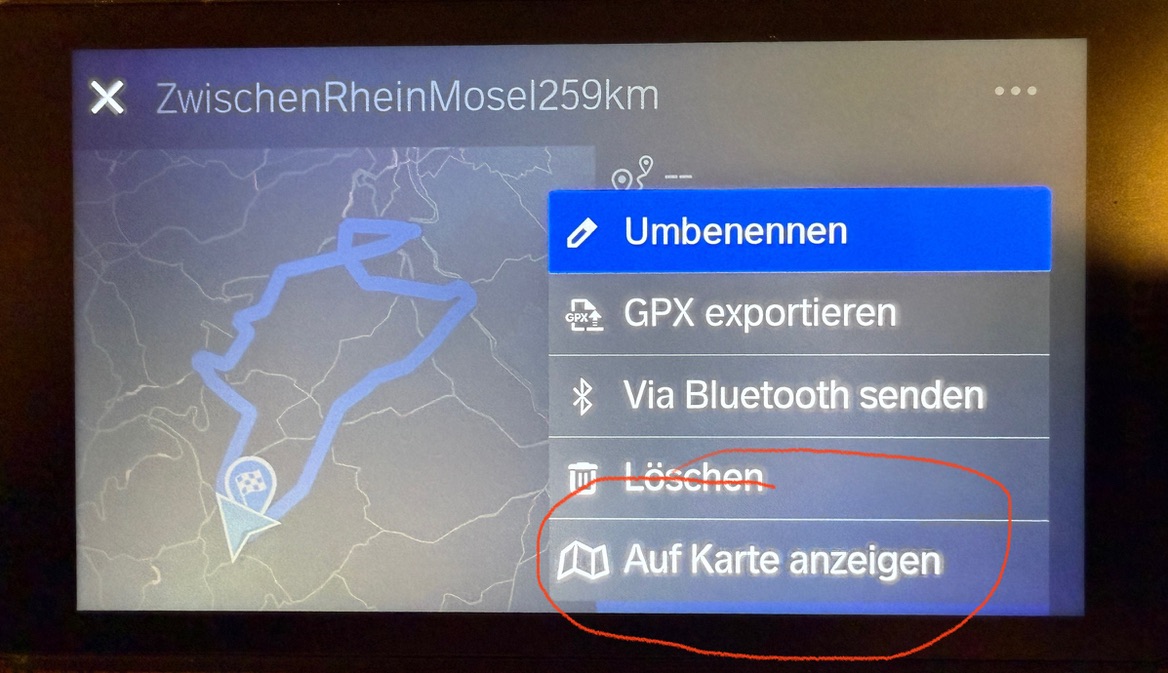 ZwischenRheinMosel259km
--
Umbenennen
GPX exportieren
Via Bluetooth senden
Löschen
Auf Karte anzeigen